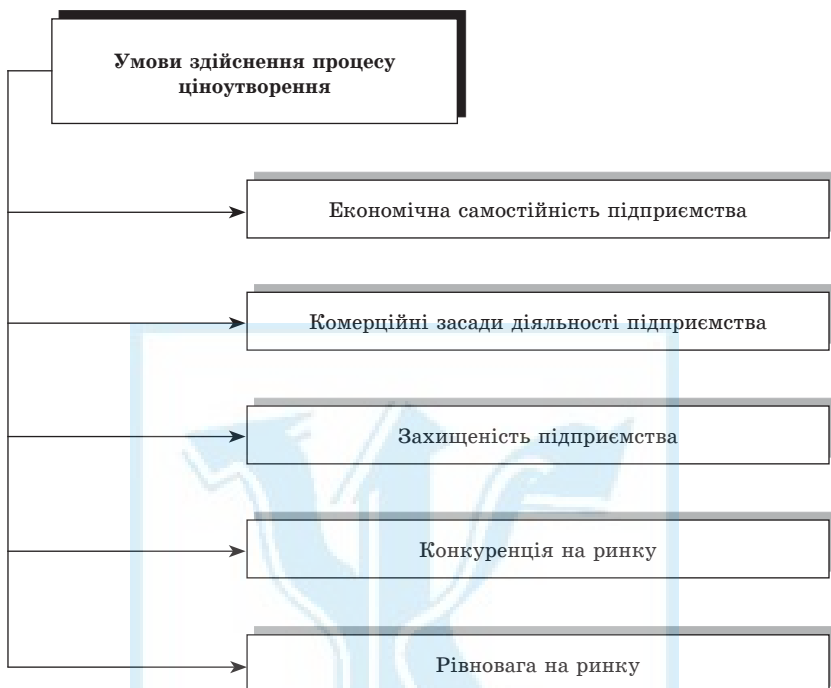 Умови здійснення процесу
ціноутворення
Економічна самостійність підприємства
Комерційні засади діяльності підприємства
Захищеність підприємства
Конкуренція на ринку
Рівновага на ринку